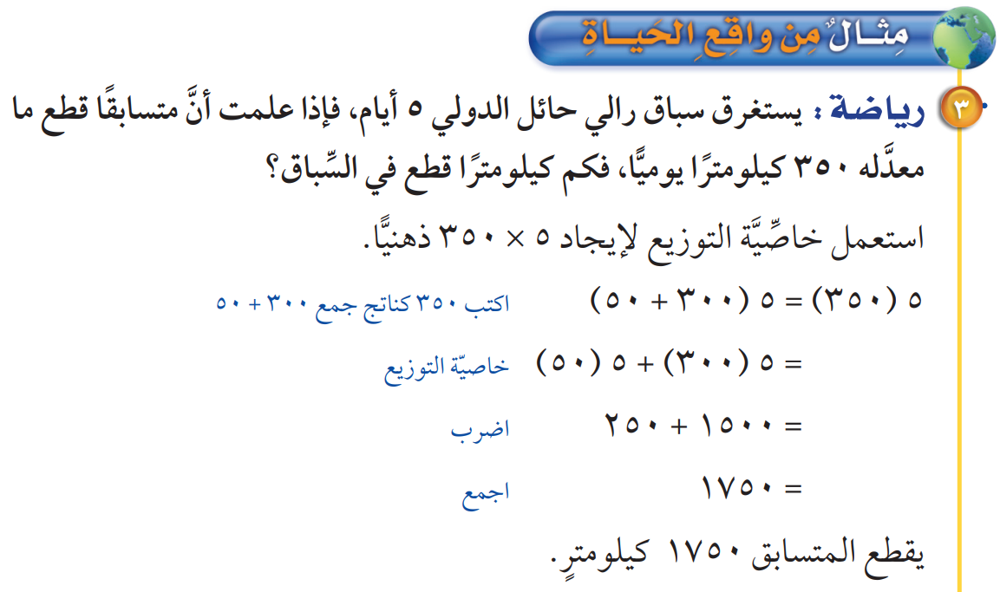 مِثَـالٌ مِن واقِعِ الحَيـاةِ
٣ رياضة : يستغرق سباق رالي حائل الدولي ٥ أيام، فإذا علمت أنَّ متسابقًا قطع ما
معدَّله ٣٥٠ كيلومترًا يوميًّا، فكم كيلومترًا قطع في السِّباق؟
استعمل خاصِّيَّة التوزيع لإيجاد ٥ × ٣٥٠ ذهنيًّا.
٥ (٣٥٠) = ٥ (٣٠٠ + ٥٠) اكتب ٣٥٠ كناتج جمع ٣٠٠ + ٥٠
= ٥ (٣٠٠) + ٥ (٥٠) خاصيّة التوزيع
= ١٥٠٠ + ٢٥٠ اضرب
= ١٧٥٠ اجمع
يقطع المتسابق ١٧٥٠ كيلومترٍ.